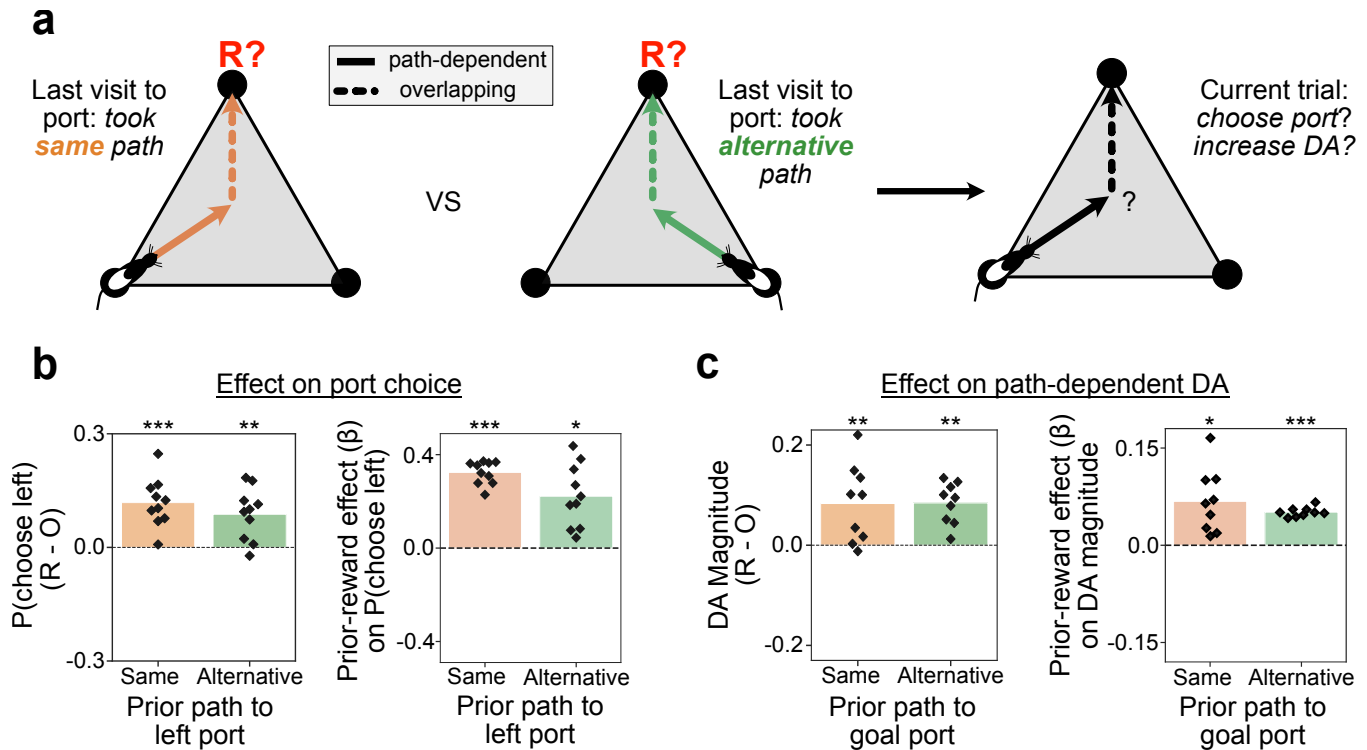 a
R?
Last visit to
port: took
same path
path-dependent
overlapping
VS
R?
Last visit to
port: took
alternative
path
?
Current trial:
choose port?
increase DA?
b
Effect on port choice
P(choose left)
(R - O)
0.3
0.0
-0.3
***
**
Same
Alternative
Prior path to
left port
Prior-reward effect (β)
on P(choose left)
0.4
0.0
-0.4
***
*
Same
Alternative
Prior path to
left port
c
Effect on path-dependent DA
DA Magnitude
(R - O)
0.2
0.0
-0.2
**
**
Same
Alternative
Prior path to
goal port
Prior-reward effect (β)
on DA magnitude
0.15
0.0
-0.15
*
***
Same
Alternative
Prior path to
goal port